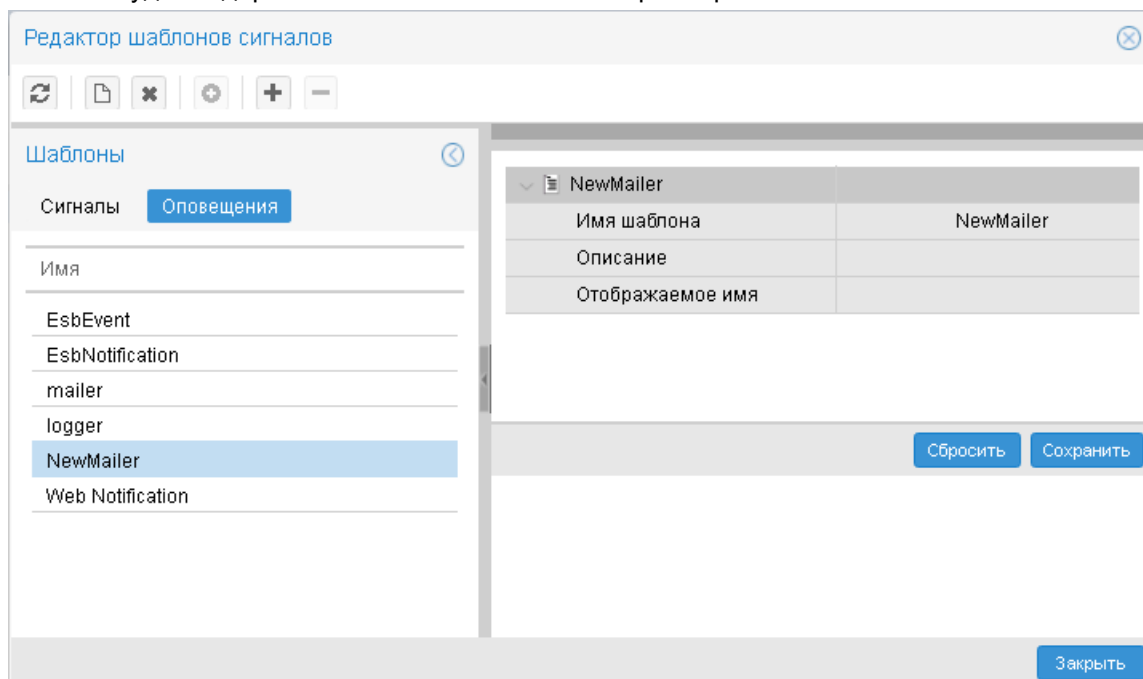 Редактор шаблонов сигналов
Шаблоны
Сигналы Оповещения
Имя
EsbEvent
EsbNotification
mailer
logger
NewMailer
Web Notification
NewMailer
Имя шаблона NewMailer
Описание
Отображаемое имя
Сбросить Сохранить
Закрыть